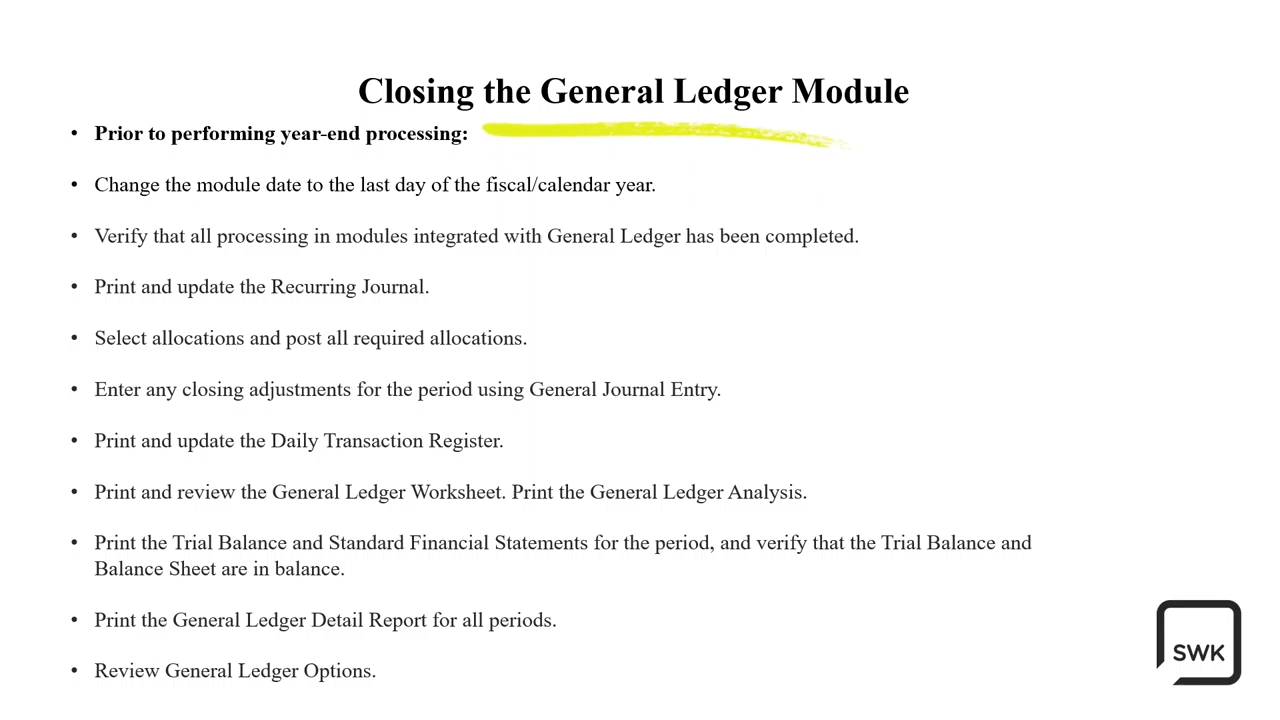 Closing the General Ledger Module
• Prior to performing year-end processing:
• Change the module date to the last day of the fiscal/calendar year.
• Verify that all processing in modules integrated with General Ledger has been completed.
• Print and update the Recurring Journal.
• Select allocations and post all required allocations.
• Enter any closing adjustments for the period using General Journal Entry.
• Print and update the Daily Transaction Register.
• Print and review the General Ledger Worksheet. Print the General Ledger Analysis.
• Print the Trial Balance and Standard Financial Statements for the period, and verify that the Trial Balance and
Balance Sheet are in balance.
• Print the General Ledger Detail Report for all periods.
• Review General Ledger Options.
SWK